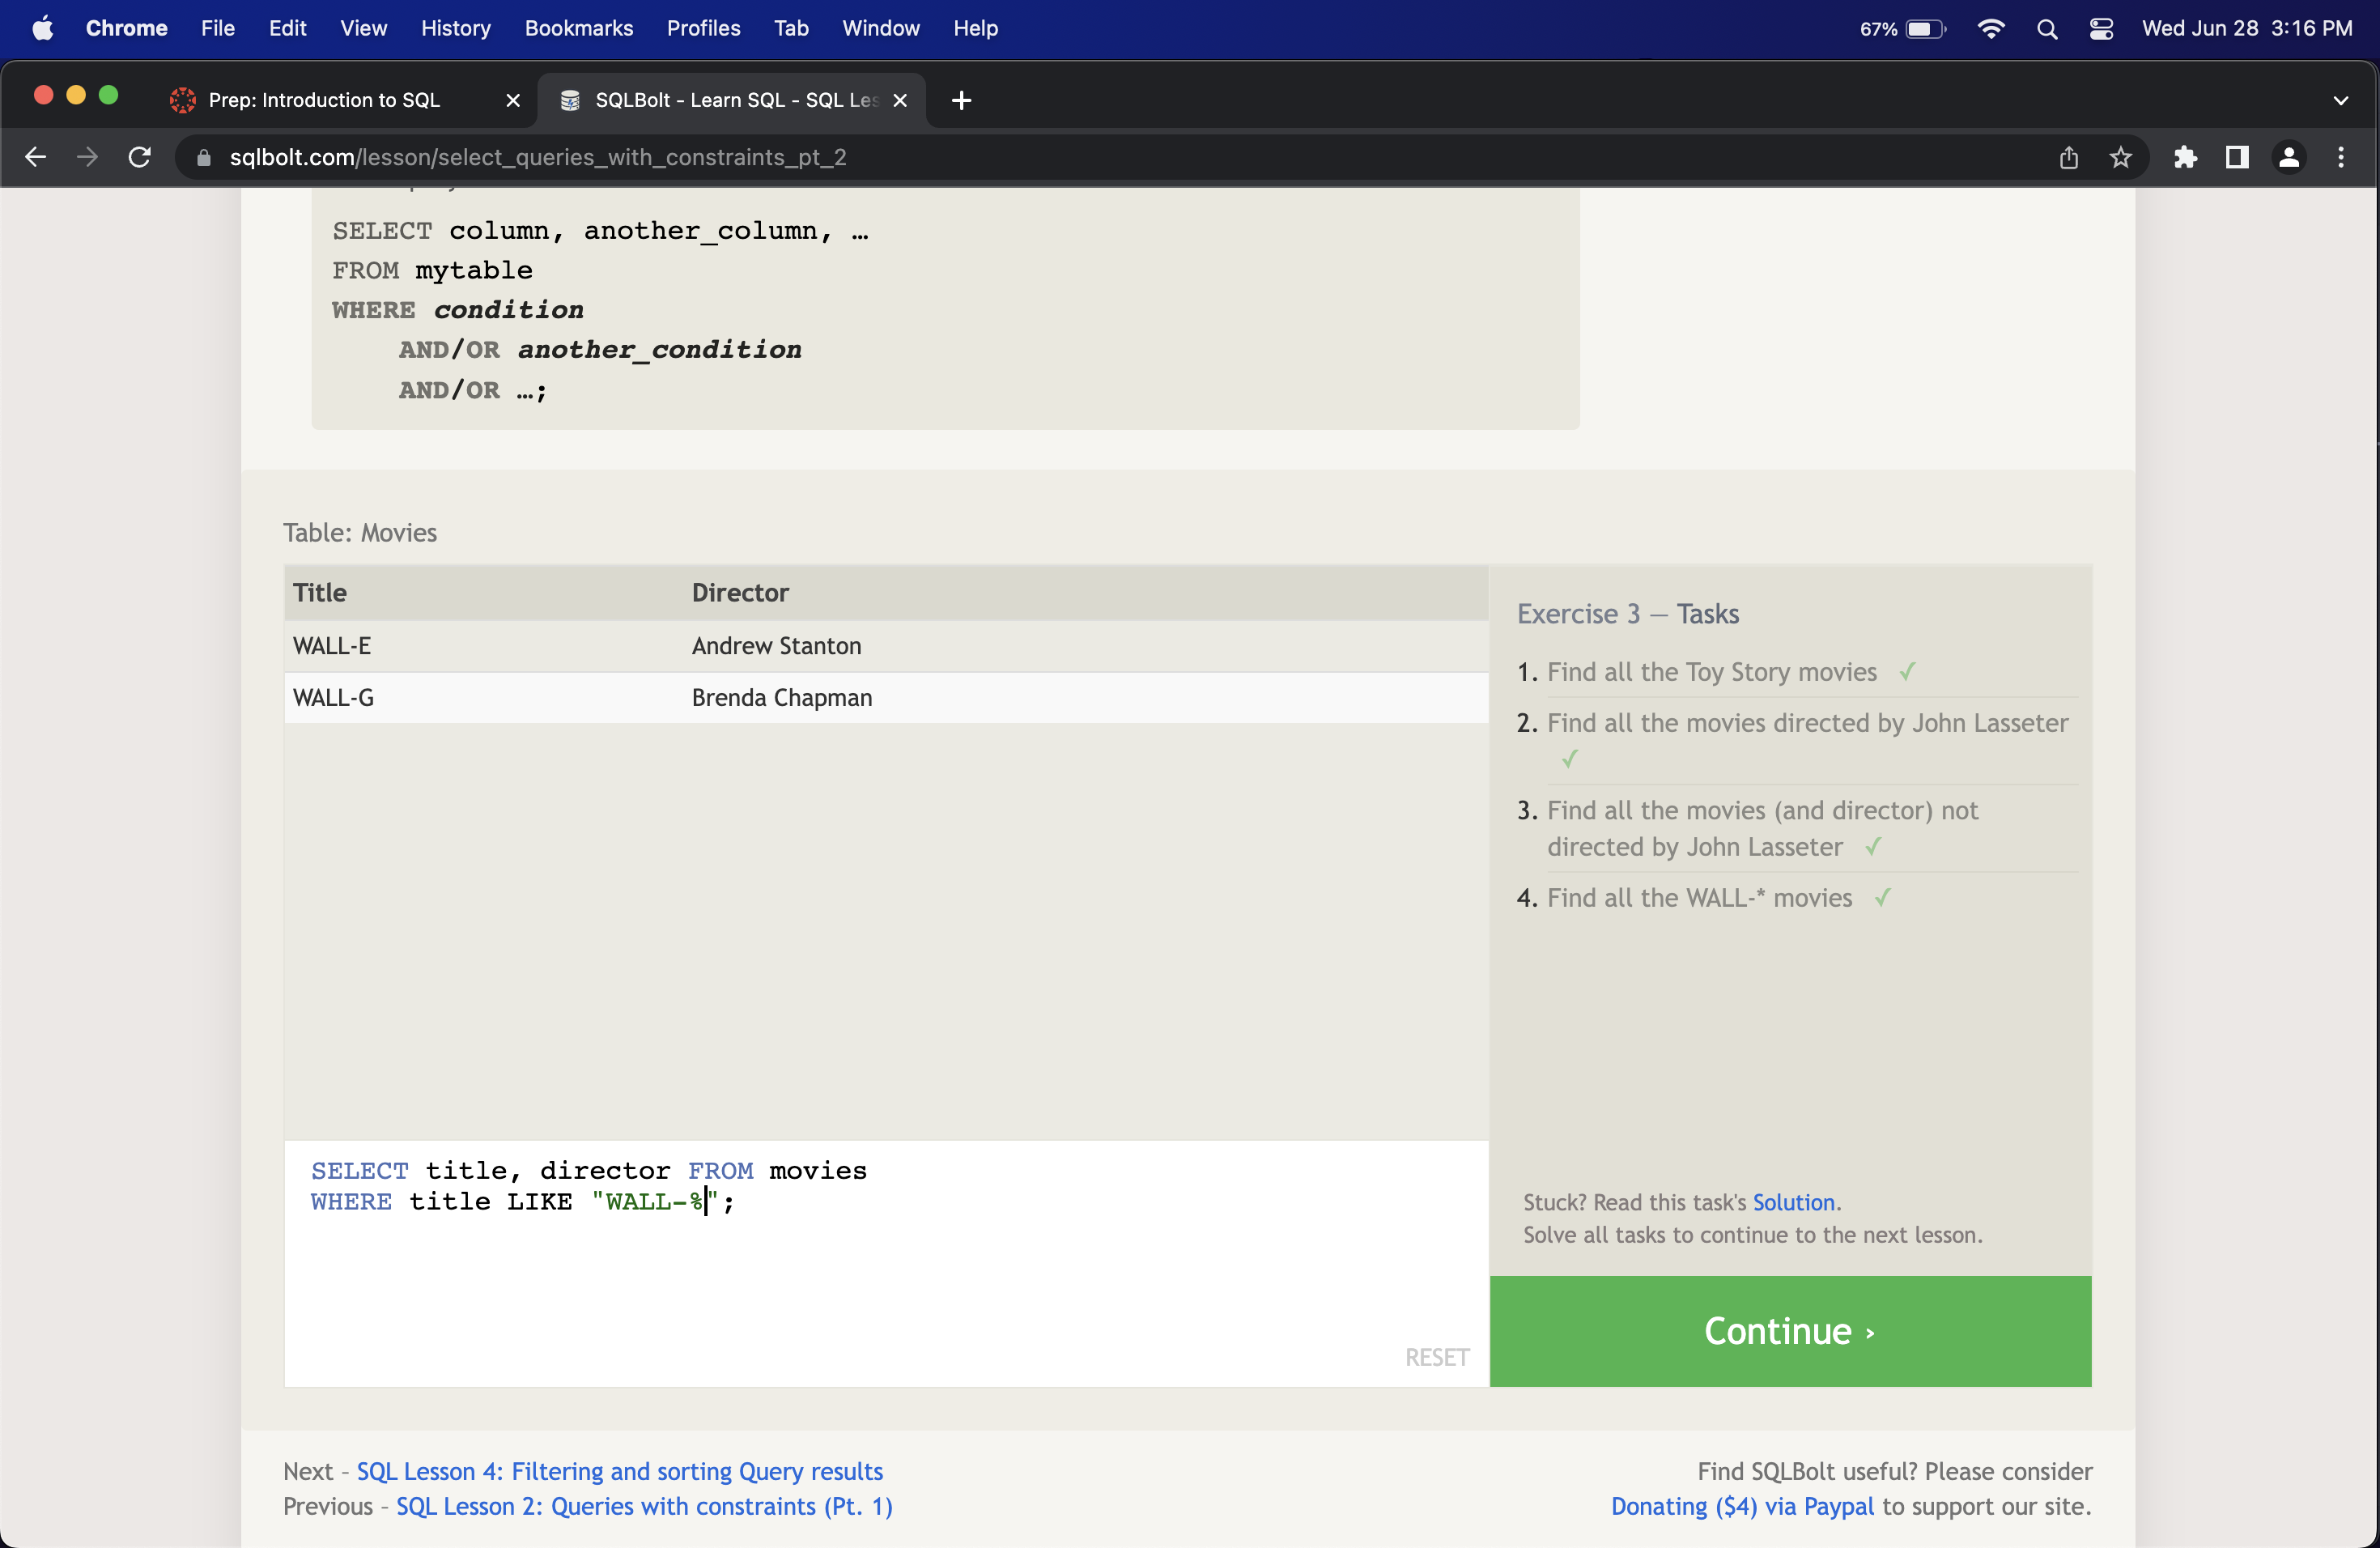 Chrome File Edit View History Bookmarks Profiles Tab Window Help 67% Wed Jun 28 3:16 PM
Prep: Introduction to SQL SQLBolt - Learn SQL - SQL Les
sqlbolt.com/lesson/select_queries_with_constraints_pt_2
SELECT column, another_column, …
FROM mytable
WHERE condition
AND/OR another_condition
AND/OR …;
Table: Movies
Title Director
WALL-E Andrew Stanton
WALL-G Brenda Chapman
Exercise 3 — Tasks
1. Find all the Toy Story movies ✓
2. Find all the movies directed by John Lasseter
✓
3. Find all the movies (and director) not
directed by John Lasseter ✓
4. Find all the WALL-* movies ✓
SELECT title, director FROM movies
WHERE title LIKE "WALL-%";
RESET
Stuck? Read this task's Solution.
Solve all tasks to continue to the next lesson.
Continue ›
Next – SQL Lesson 4: Filtering and sorting Query results
Previous – SQL Lesson 2: Queries with constraints (Pt. 1)
Find SQLBolt useful? Please consider
Donating ($4) via Paypal to support our site.